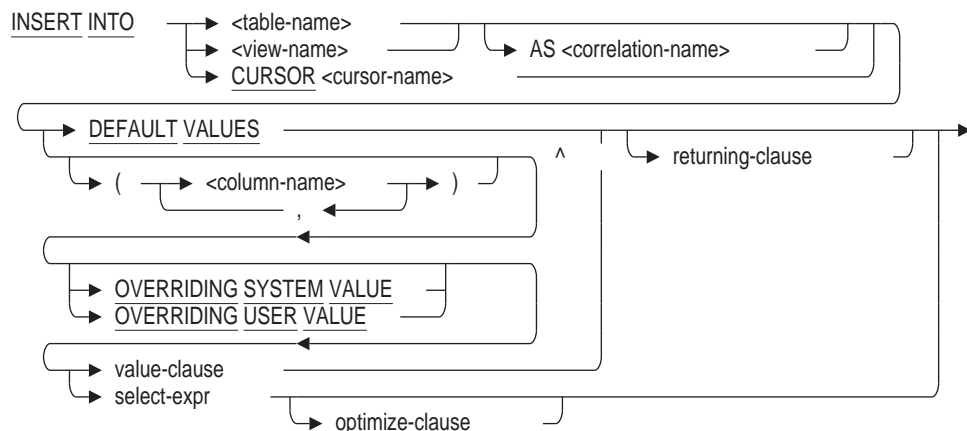 INSERT INTO <table-name>
<view-name> AS <correlation-name>
CURSOR <cursor-name>
DEFAULT VALUES
^
returning-clause
( <column-name> )
,
OVERRIDING SYSTEM VALUE
OVERRIDING USER VALUE
value-clause
select-expr
optimize-clause